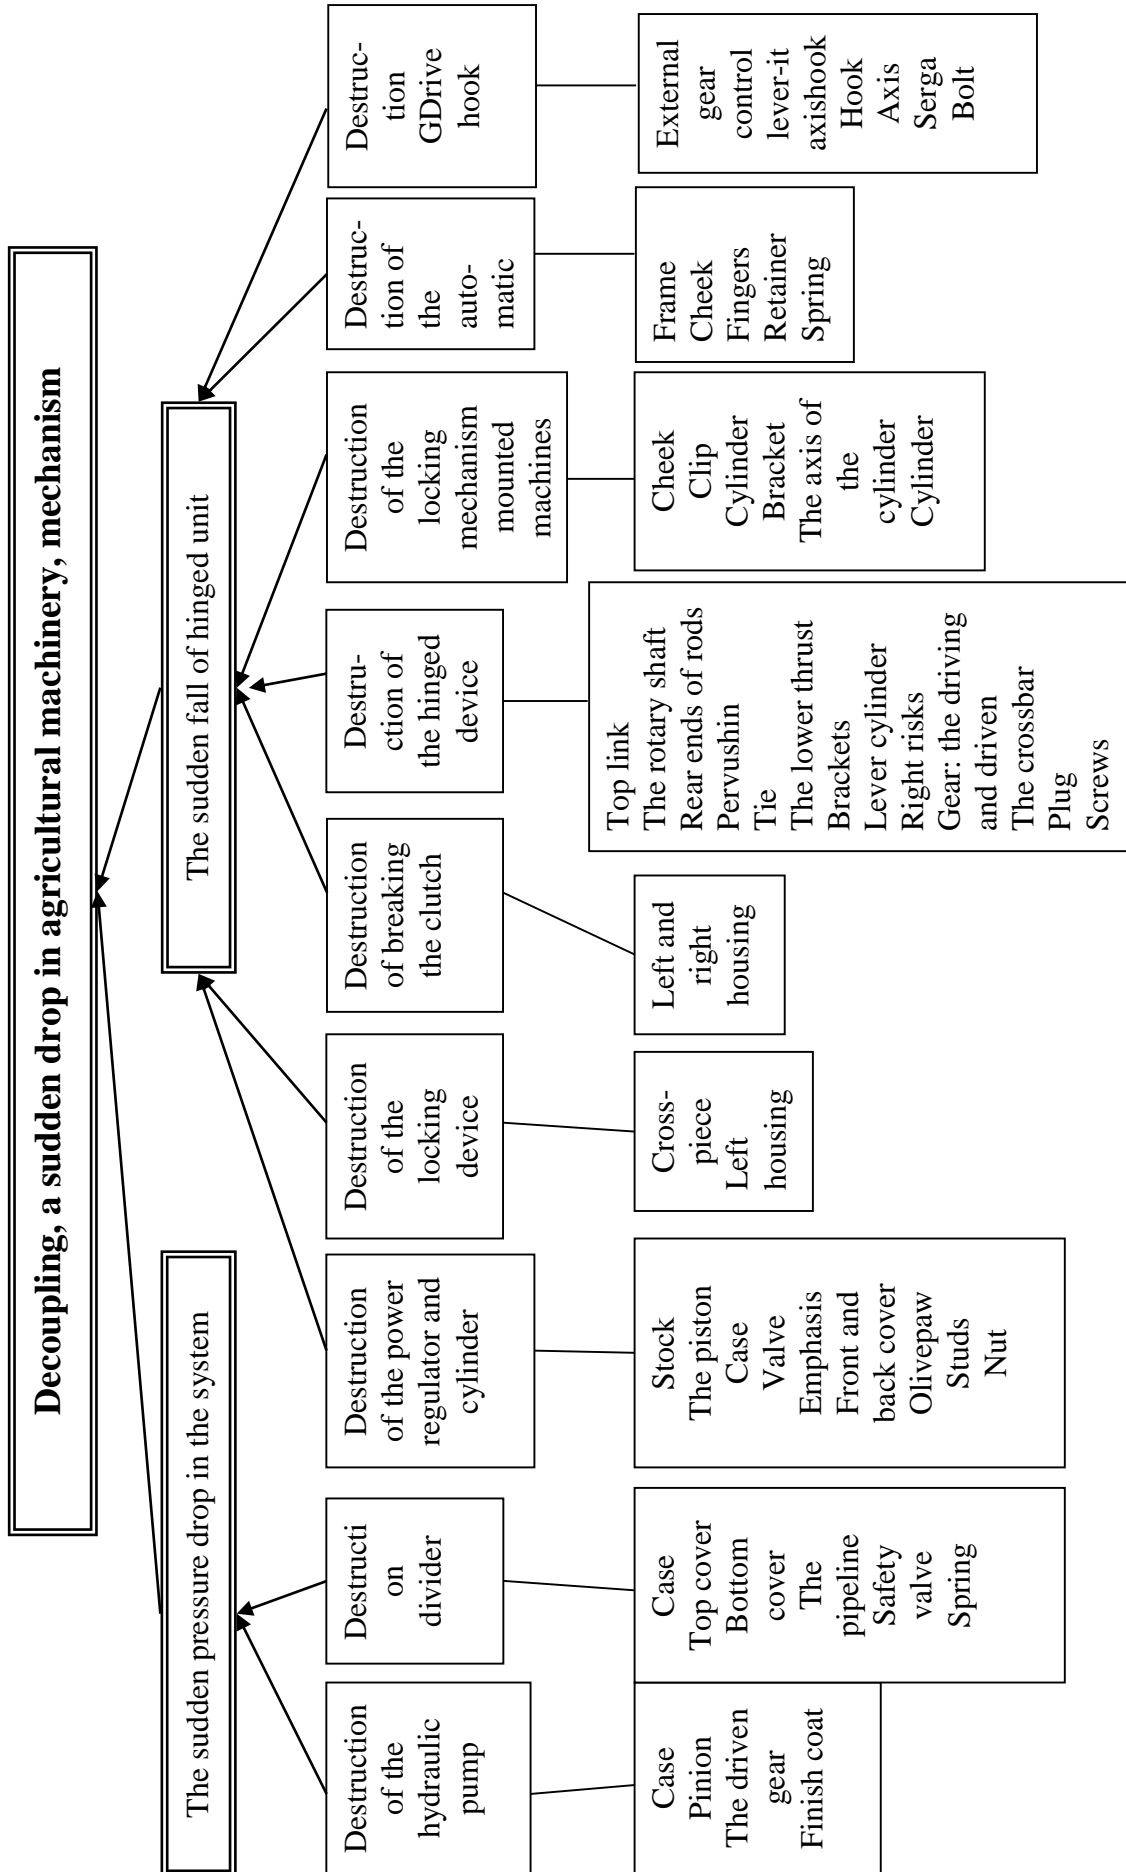 Decoupling, a sudden drop in agricultural machinery, mechanism
The sudden pressure drop in the system
The sudden fall of hinged unit
Destruction
of the
hydraulic
pump
Destructi
on
divider
Destruction
of the power
regulator and
cylinder
Destruction
of the
locking
device
Destruction
of breaking
the clutch
Destru-
ction of
the hinged
device
Destruction
of the
locking
mechanism
mounted
machines
Destruc-
tion of
the
auto-
matic
Destruc-
tion
GDrive
hook
Case
Pinion
The driven
gear
Finish coat
Case
Top cover
Bottom
cover
The
pipeline
Safety
valve
Spring
Stock
The piston
Case
Valve
Emphasis
Front and
back cover
Olivepaw
Studs
Nut
Cross-
piece
Left
housing
Left and
right
housing
Top link
The rotary shaft
Rear ends of rods
Pervushin
Tie
The lower thrust
Brackets
Lever cylinder
Right risks
Gear: the driving
and driven
The crossbar
Plug
Screws
Cheek
Clip
Cylinder
Bracket
The axis of
the
cylinder
Cylinder
Frame
Cheek
Fingers
Retainer
Spring
External
gear
control
lever-it
axishook
Hook
Axis
Serga
Bolt